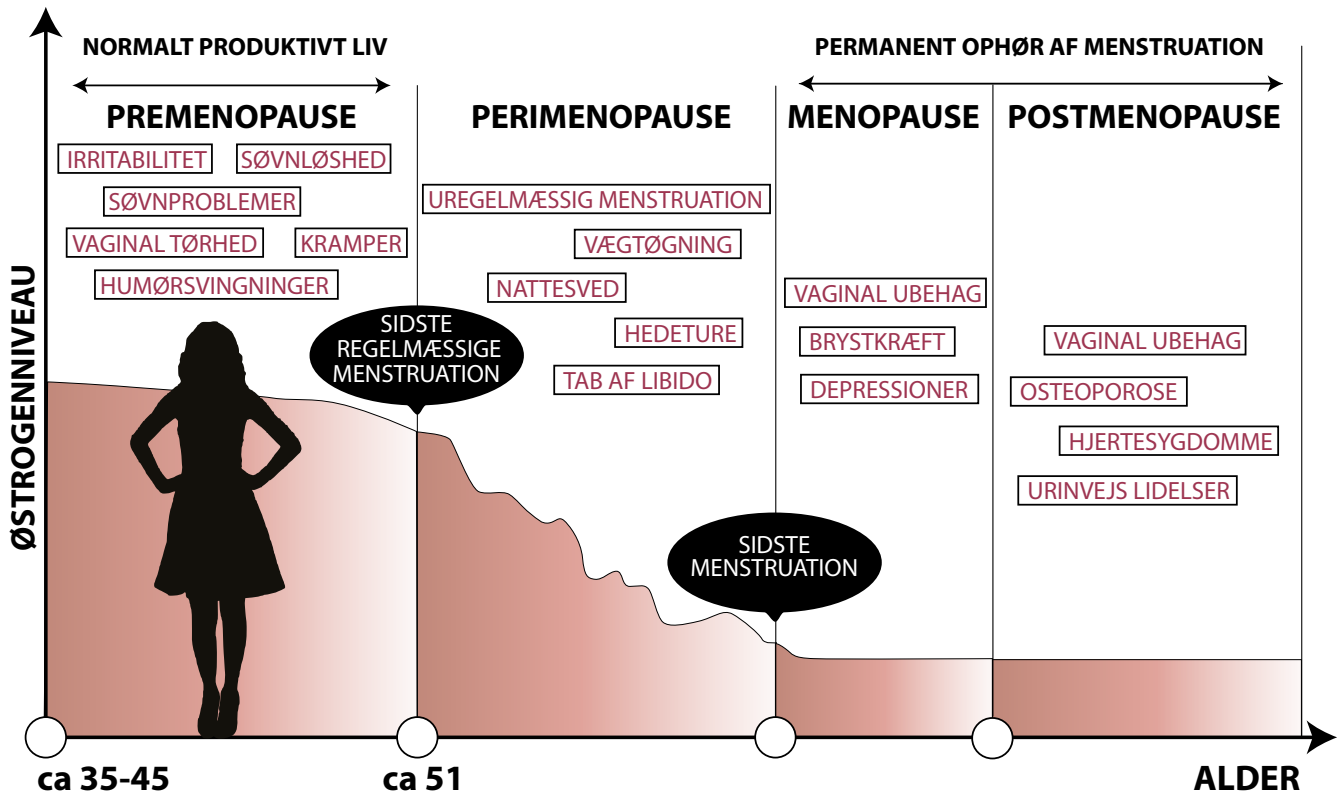 NORMALT PRODUKTIVT LIV
PERMANENT OPHØR AF MENSTRUATION
PREMENOPAUSE
PERIMENOPAUSE
MENOPAUSE
POSTMENOPAUSE
IRRITABILITET
SØVNLØSHED
SØVNPROBLEMER
VAGINAL TØRHED
KRAMPER
HUMØRSVINGNINGER
UREGELMÆSSIG MENSTRUATION
VÆGTØGNING
NATTESVED
HEDETURE
TAB AF LIBIDO
VAGINAL UBEHAG
BRYSTKRÆFT
DEPRESSIONER
VAGINAL UBEHAG
OSTEOPOROSE
HJERTESYGDOMME
URINVEJS LIDELSER
SIDSTE
REGELMÆSSIGE
MENSTRUATION
SIDSTE
MENSTRUATION
ØSTROGENNIVEAU
ca 35-45
ca 51
ALDER